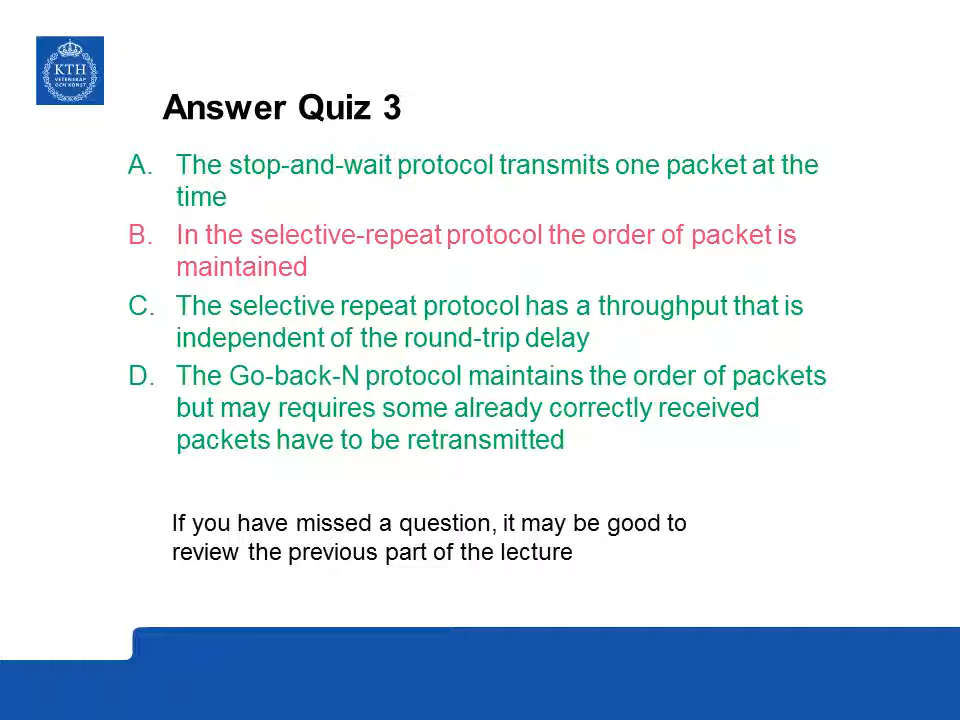 KTH
VETENSKAP
OCH KONST
Answer Quiz 3
A. The stop-and-wait protocol transmits one packet at the
time
B. In the selective-repeat protocol the order of packet is
maintained
C. The selective repeat protocol has a throughput that is
independent of the round-trip delay
D. The Go-back-N protocol maintains the order of packets
but may requires some already correctly received
packets have to be retransmitted
If you have missed a question, it may be good to
review the previous part of the lecture